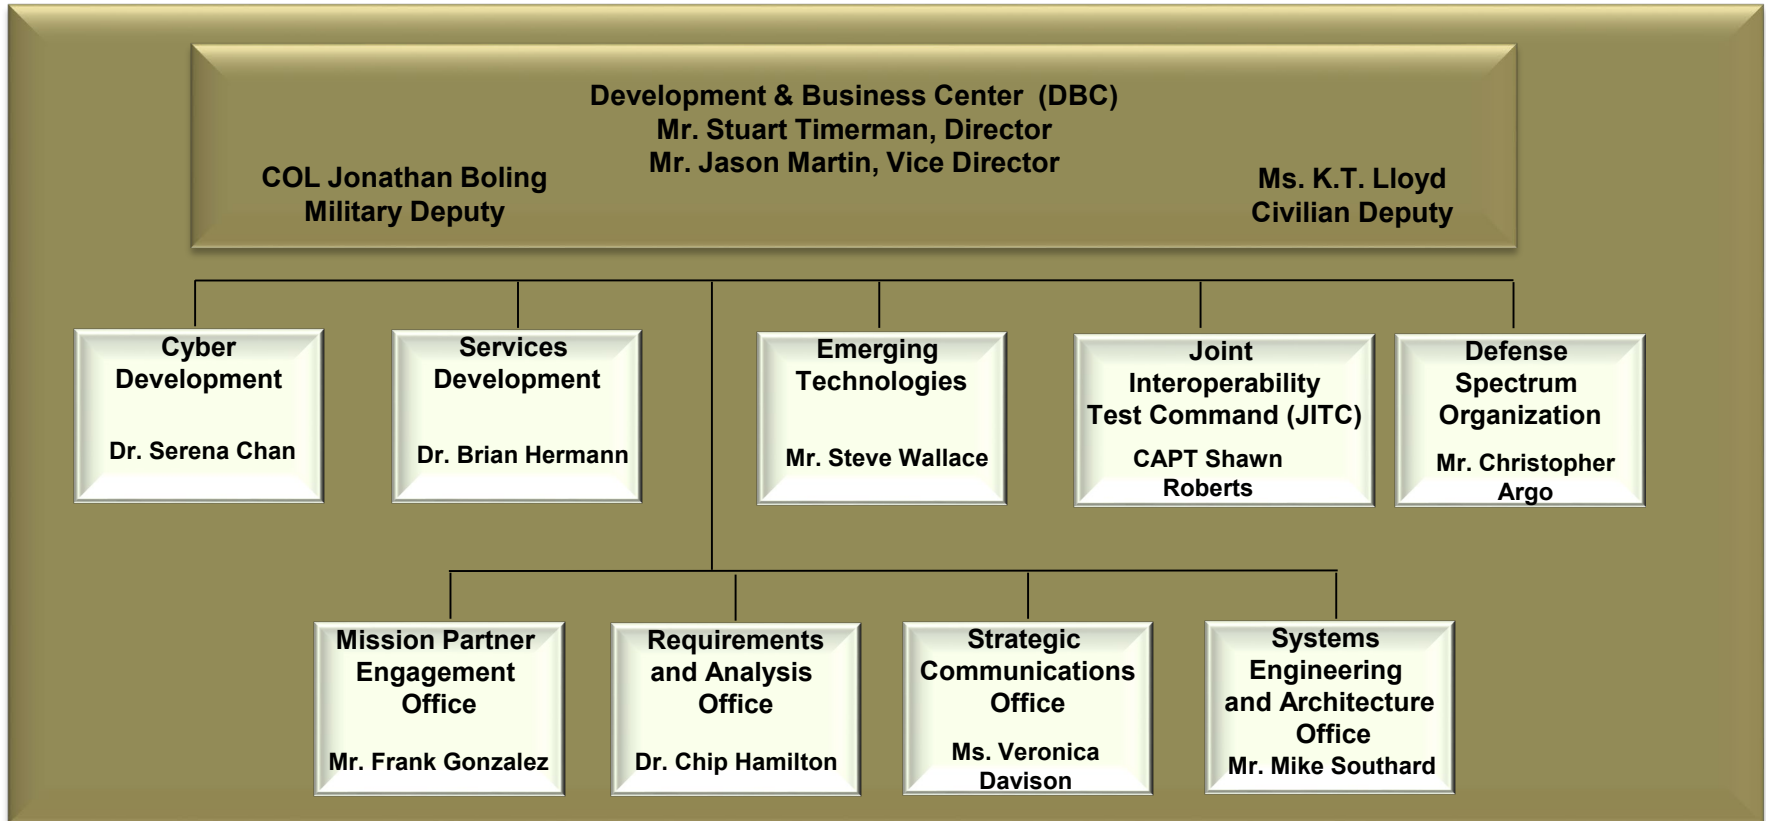 Development & Business Center  (DBC)
Mr. Stuart Timerman, Director
Mr. Jason Martin, Vice Director
COL Jonathan Boling
Military Deputy
Ms. K.T. Lloyd
Civilian Deputy
Cyber
Development
Dr. Serena Chan
Services
Development
Dr. Brian Hermann
Emerging
Technologies
Mr. Steve Wallace
Joint
Interoperability
Test Command (JITC)
CAPT Shawn
Roberts
Defense
Spectrum
Organization
Mr. Christopher
Argo
Mission Partner
Engagement
Office
Mr. Frank Gonzalez
Requirements
and Analysis
Office
Dr. Chip Hamilton
Strategic
Communications
Office
Ms. Veronica
Davison
Systems
Engineering
and Architecture
Office
Mr. Mike Southard